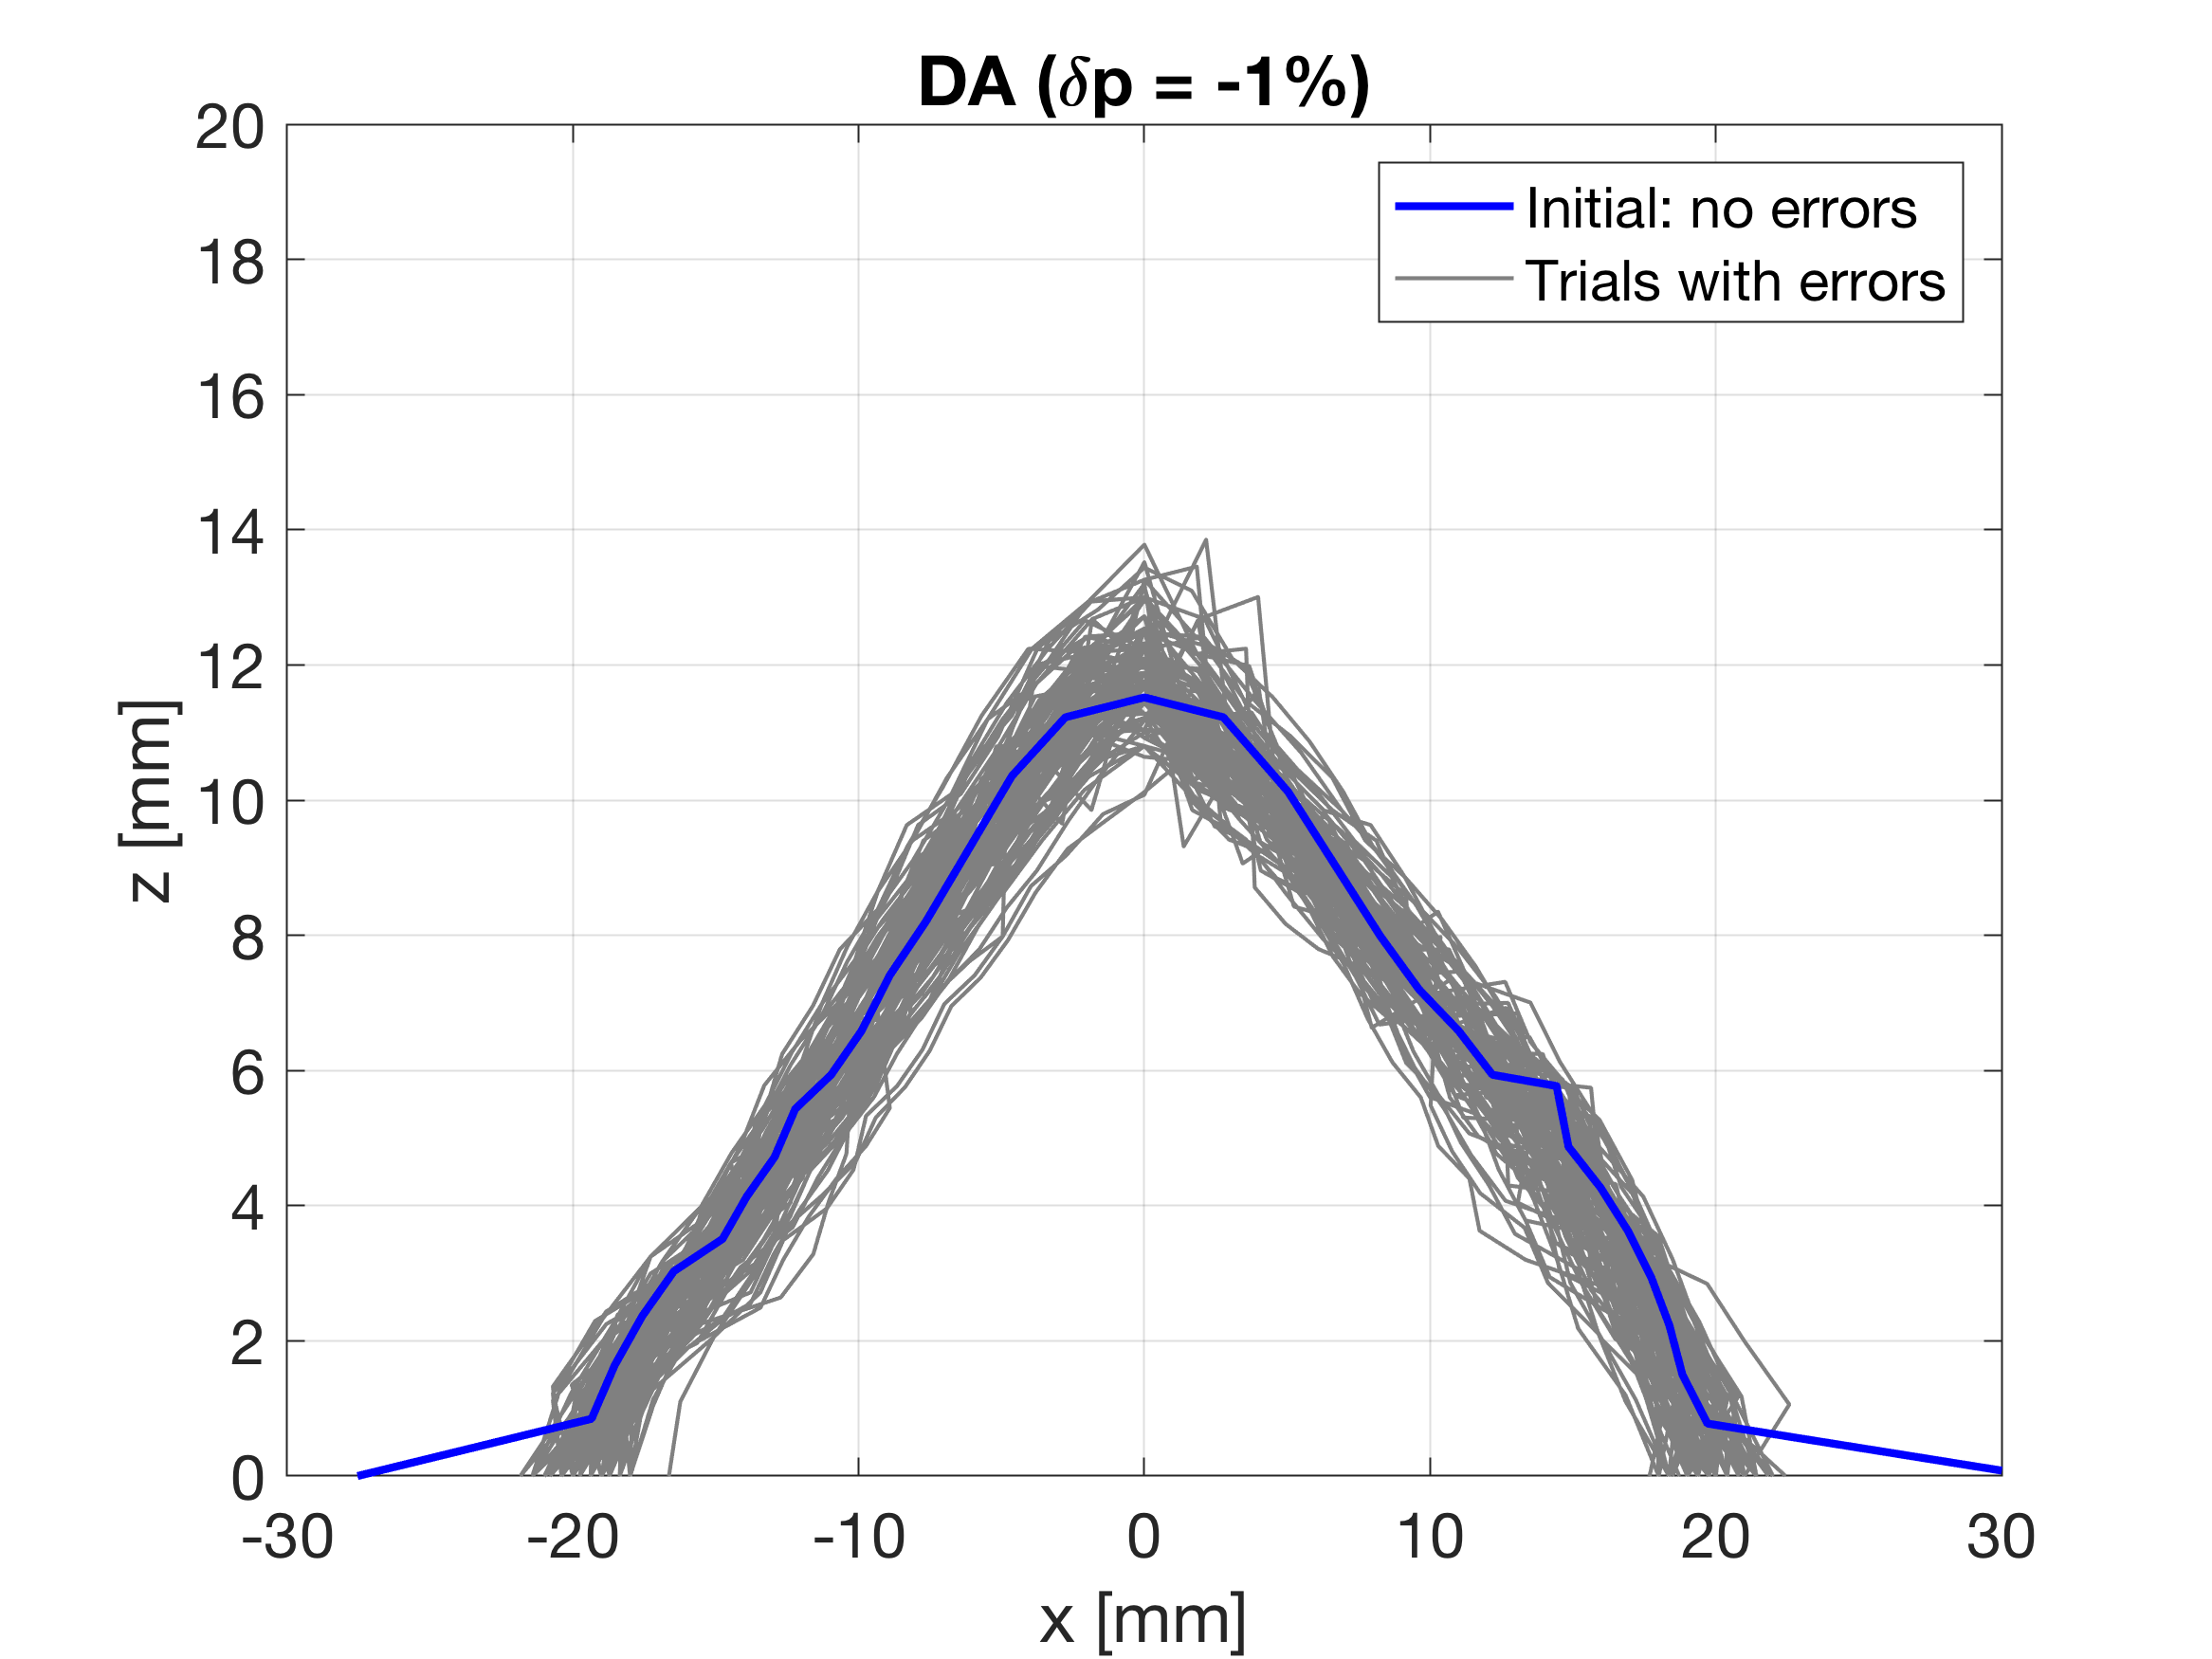 DA (δp = -1%)
Initial: no errors
Trials with errors
20
18
16
14
12
10
8
6
4
2
0
z [mm]
-30 -20 -10 0 10 20 30
x [mm]